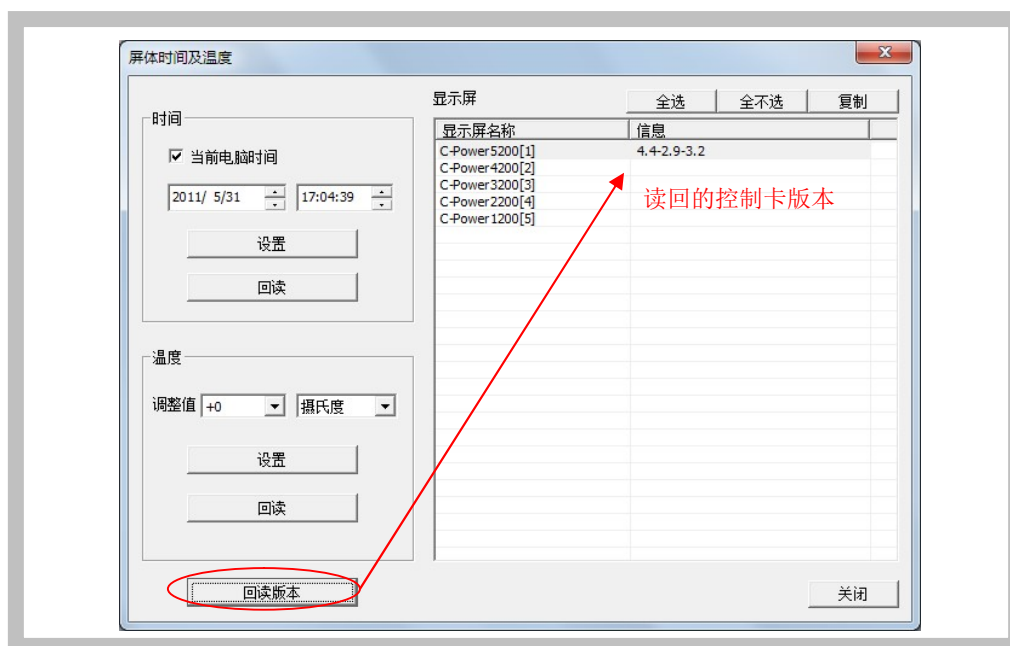 屏体时间及温度
时间
当前电脑时间
2011/ 5/31 17:04:39
设置
回读
温度
调整值 +0 摄氏度
设置
回读
回读版本
显示屏 全选 全不选 复制
显示屏名称 信息
C-Power5200[1] 4.4-2.9-3.2
C-Power4200[2]
C-Power3200[3]
C-Power2200[4]
C-Power1200[5]
读回的控制卡版本
关闭